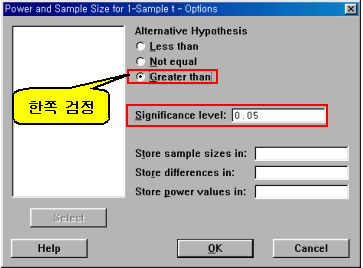 Power and Sample Size for 1-Sample t - Options
Alternative Hypothesis
Less than
Not equal
Greater than
한쪽 검정
Significance level: 0.05
Store sample sizes in:
Store differences in:
Store power values in:
Select
Help
OK
Cancel